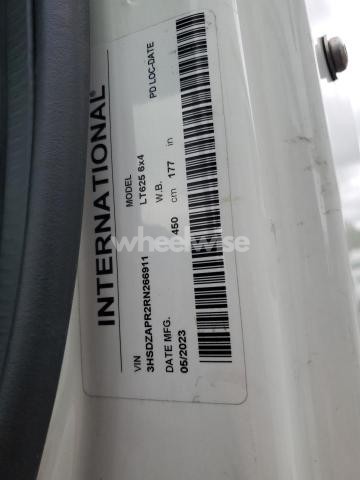 INTERNATIONAL®
MODEL
LT625 6x4
PD LOC-DATE
W.B.
450 cm 177 in
VIN
3HSDZAPR2RN266911
DATE MFG.
05/2023
wheelwise